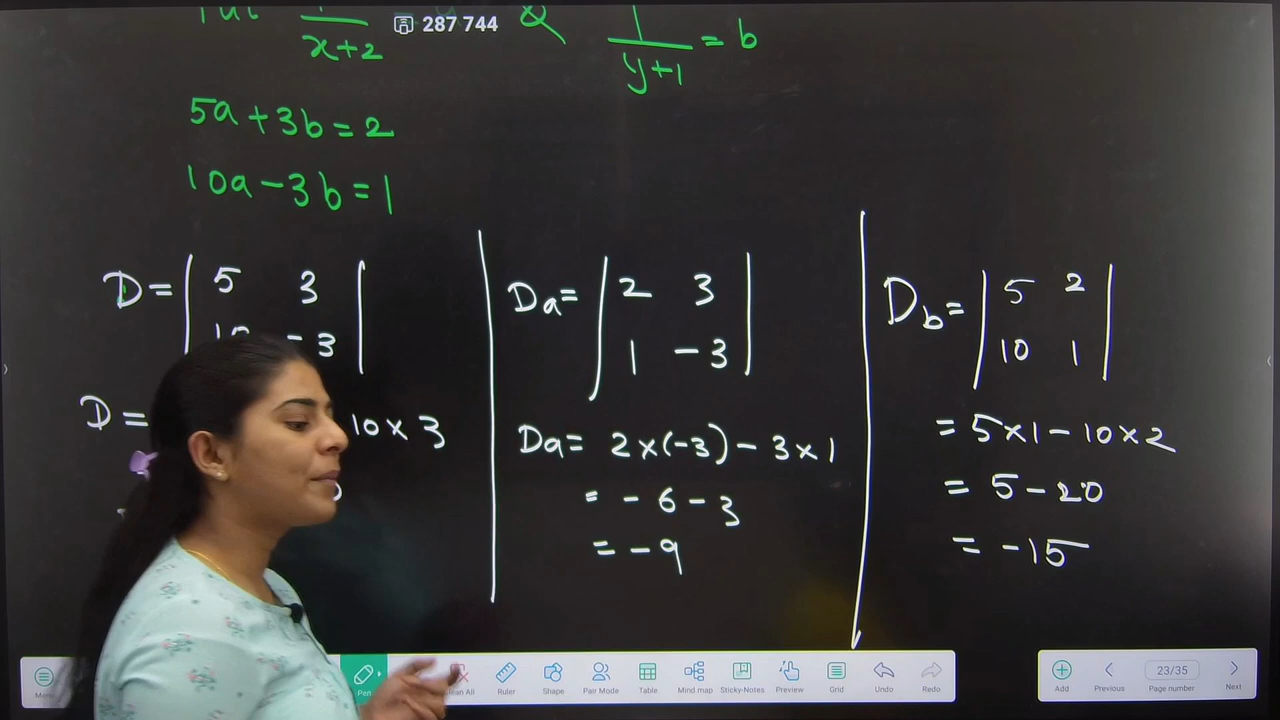 287 744
1/(x+2) & 1/(y+1) = b
5a + 3b = 2
10a - 3b = 1
D = | 5 3 |
- 3
D =
10 × 3
Da = | 2 3 |
| 1 -3 |
Da = 2×(-3) - 3×1
= - 6 - 3
= - 9
Db = | 5 2 |
| 10 1 |
= 5×1 - 10×2
= 5 - 20
= -15
Pen
Ruler
Shape
Pair Mode
Table
Mind map
Sticky-Notes
Preview
Grid
Undo
Redo
Add
Previous
23/35
Page number
Next